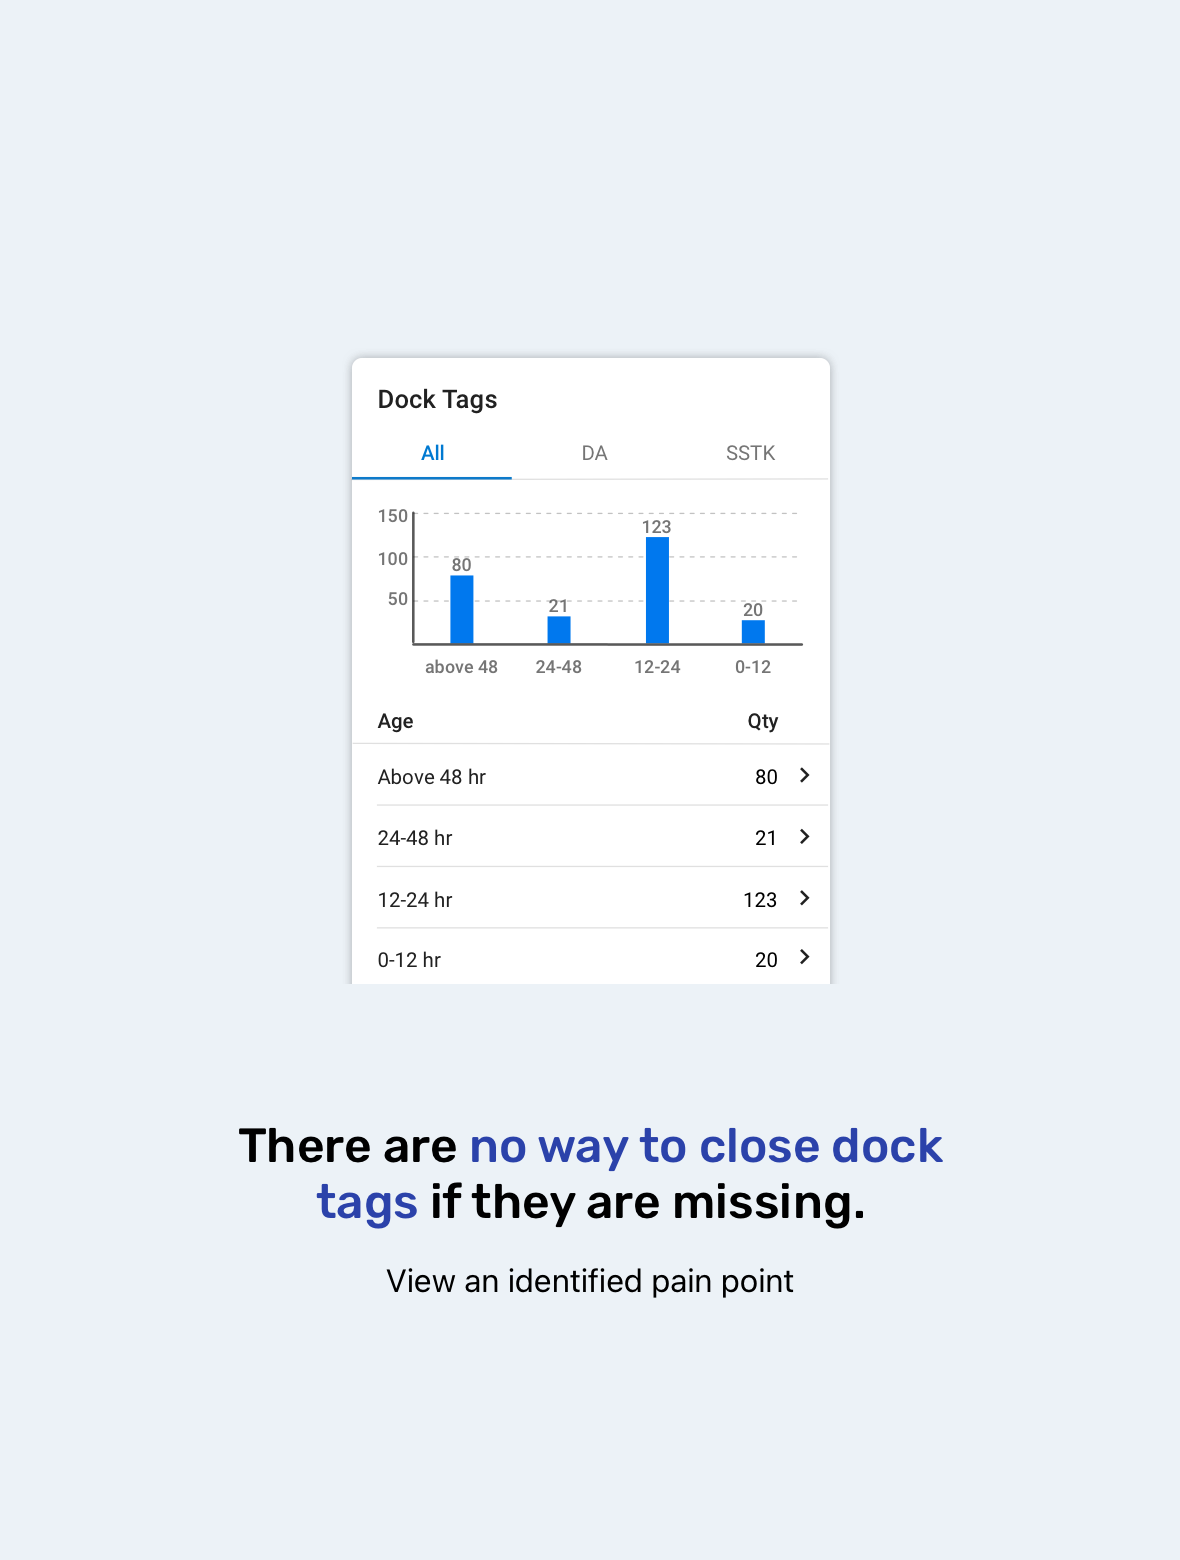 Dock Tags
All DA SSTK
150
100
50
80
21
123
20
above 48 24-48 12-24 0-12
Age Qty
Above 48 hr 80
24-48 hr 21
12-24 hr 123
0-12 hr 20
There are no way to close dock
tags if they are missing.
View an identified pain point